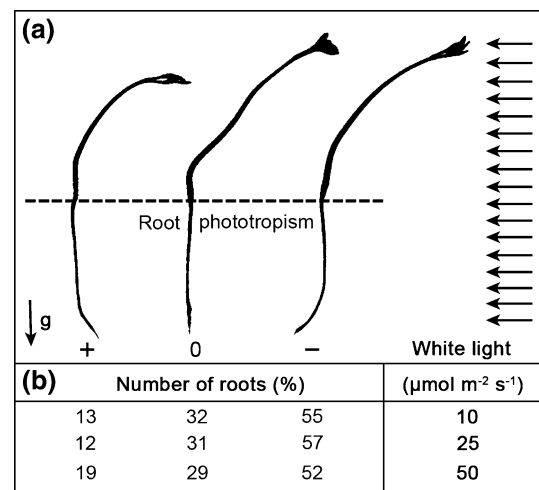 (a)
Root phototropism
g
+ 0 − White light
(b) Number of roots (%) (μmol m⁻² s⁻¹)
13 32 55 10
12 31 57 25
19 29 52 50